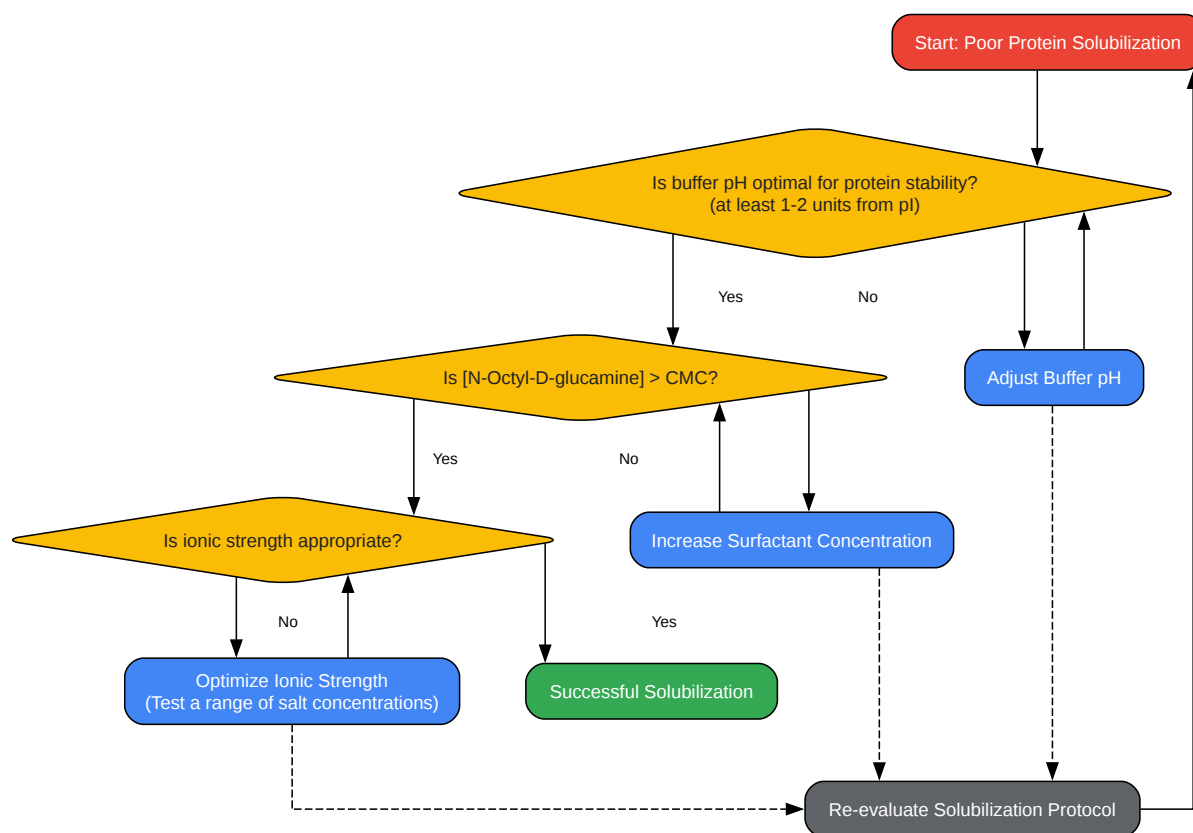 Start: Poor Protein Solubilization
Is buffer pH optimal for protein stability?
(at least 1-2 units from pI)
Yes
No
Is [N-Octyl-D-glucamine] > CMC?
Adjust Buffer pH
Yes
No
Is ionic strength appropriate?
Increase Surfactant Concentration
No
Yes
Optimize Ionic Strength
(Test a range of salt concentrations)
Successful Solubilization
Re-evaluate Solubilization Protocol